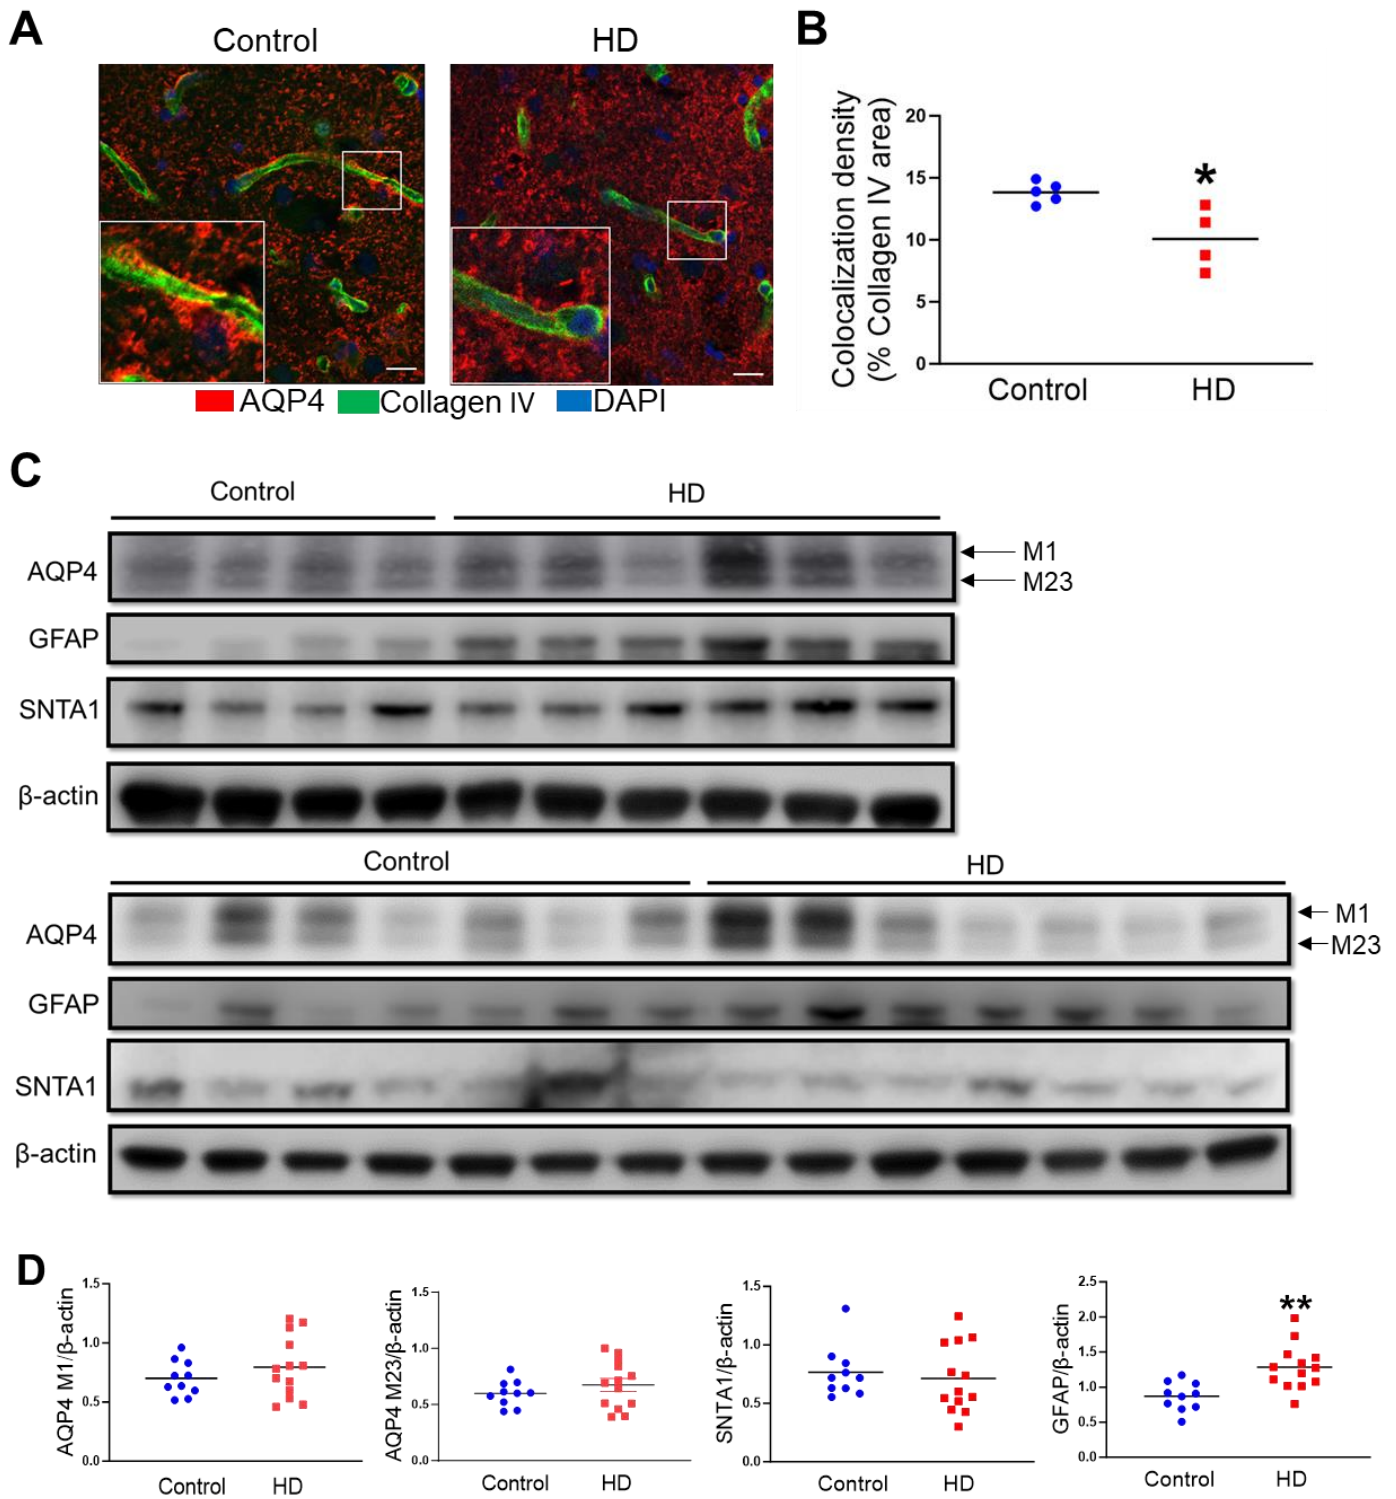 A
Control
HD
AQP4
Collagen IV
DAPI
B
Colocalization density
(% Collagen IV area)
20
15
10
5
0
*
Control
HD
C
Control
HD
AQP4
M1
M23
GFAP
SNTA1
β-actin
Control
HD
AQP4
M1
M23
GFAP
SNTA1
β-actin
D
AQP4 M1/β-actin
1.5
1.0
0.5
0.0
Control
HD
AQP4 M23/β-actin
1.5
1.0
0.5
0.0
Control
HD
SNTA1/β-actin
1.5
1.0
0.5
0.0
Control
HD
GFAP/β-actin
2.5
2.0
1.5
1.0
0.5
0.0
**
Control
HD